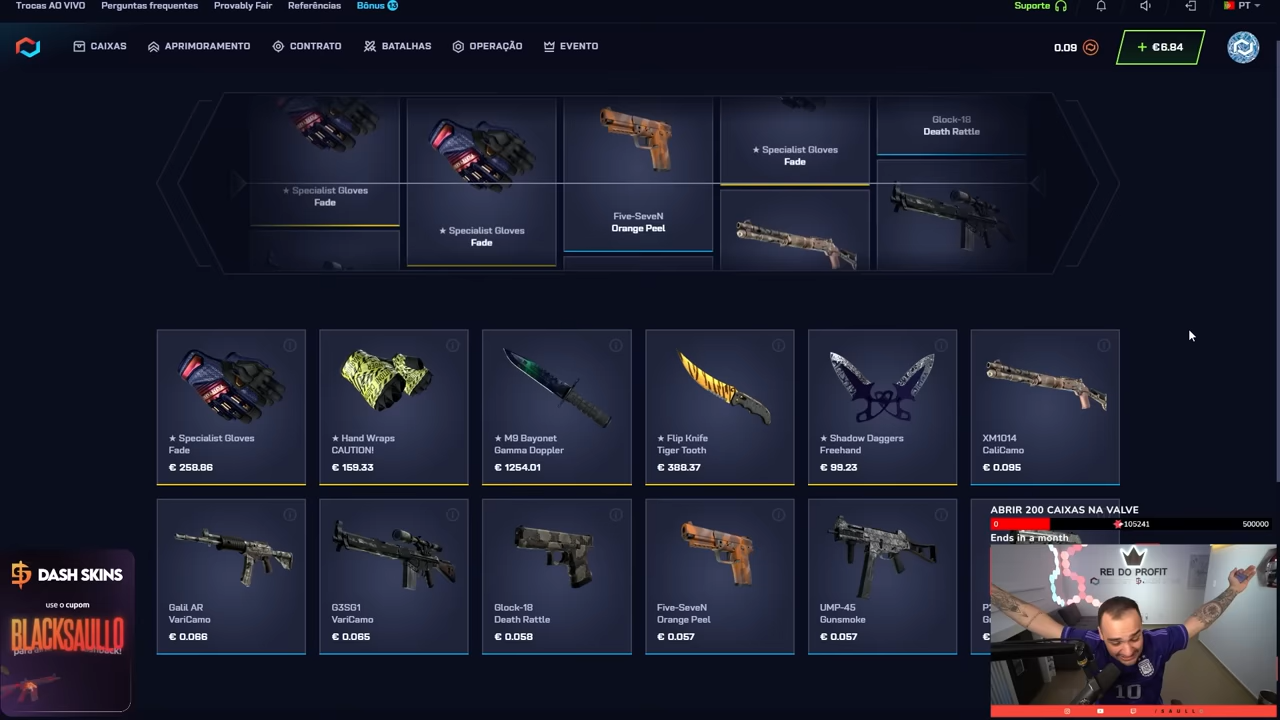 Trocas AO VIVO
Perguntas frequentes
Provably Fair
Referências
Bônus 13
Suporte
PT
CAIXAS
APRIMORAMENTO
CONTRATO
BATALHAS
OPERAÇÃO
EVENTO
0.09
+ €6.84
★ Specialist Gloves
Fade
★ Specialist Gloves
Fade
Five-SeveN
Orange Peel
★ Specialist Gloves
Fade
Glock-18
Death Rattle
★ Specialist Gloves
Fade
€ 258.86
★ Hand Wraps
CAUTION!
€ 159.33
★ M9 Bayonet
Gamma Doppler
€ 1254.01
★ Flip Knife
Tiger Tooth
€ 388.37
★ Shadow Daggers
Freehand
€ 99.23
XM1014
CaliCamo
€ 0.095
Galil AR
VariCamo
€ 0.066
G3SG1
VariCamo
€ 0.065
Glock-18
Death Rattle
€ 0.058
Five-SeveN
Orange Peel
€ 0.057
UMP-45
Gunsmoke
€ 0.057
€
ABRIR 200 CAIXAS NA VALVE
0
105241
500000
Ends in a month
REI DO PROFIT
10
DASH SKINS
use o cupom
BLACKSAULLO